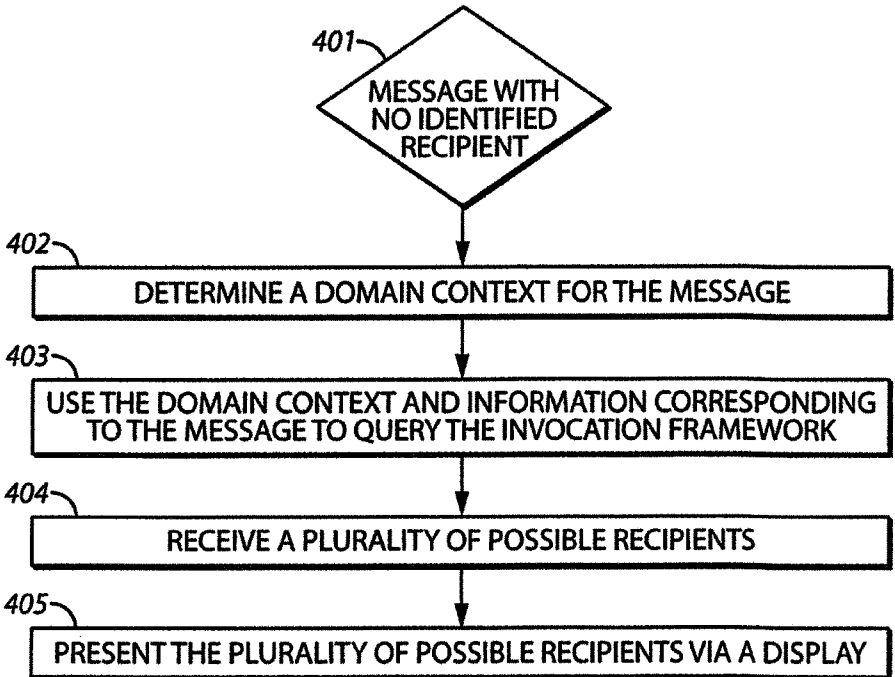 401
MESSAGE WITH
NO IDENTIFIED
RECIPIENT
402
DETERMINE A DOMAIN CONTEXT FOR THE MESSAGE
403
USE THE DOMAIN CONTEXT AND INFORMATION CORRESPONDING
TO THE MESSAGE TO QUERY THE INVOCATION FRAMEWORK
404
RECEIVE A PLURALITY OF POSSIBLE RECIPIENTS
405
PRESENT THE PLURALITY OF POSSIBLE RECIPIENTS VIA A DISPLAY